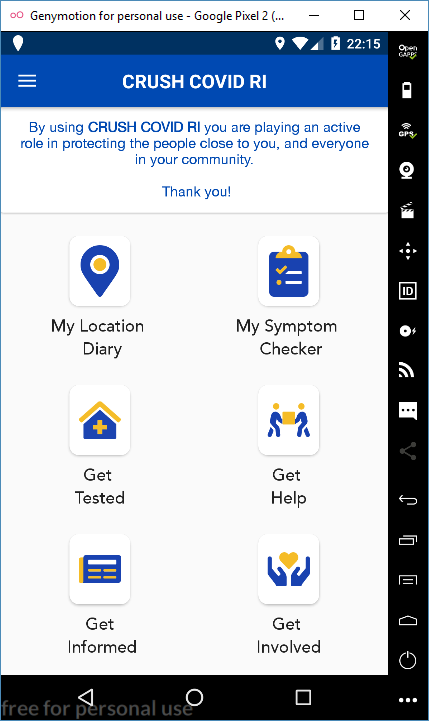 Genymotion for personal use - Google Pixel 2 (...
22:15
CRUSH COVID RI
By using CRUSH COVID RI you are playing an active
role in protecting the people close to you, and everyone
in your community.
Thank you!
My Location
Diary
My Symptom
Checker
Get
Tested
Get
Help
Get
Informed
Get
Involved
free for personal use
Open
GAPPS
GPS
ID